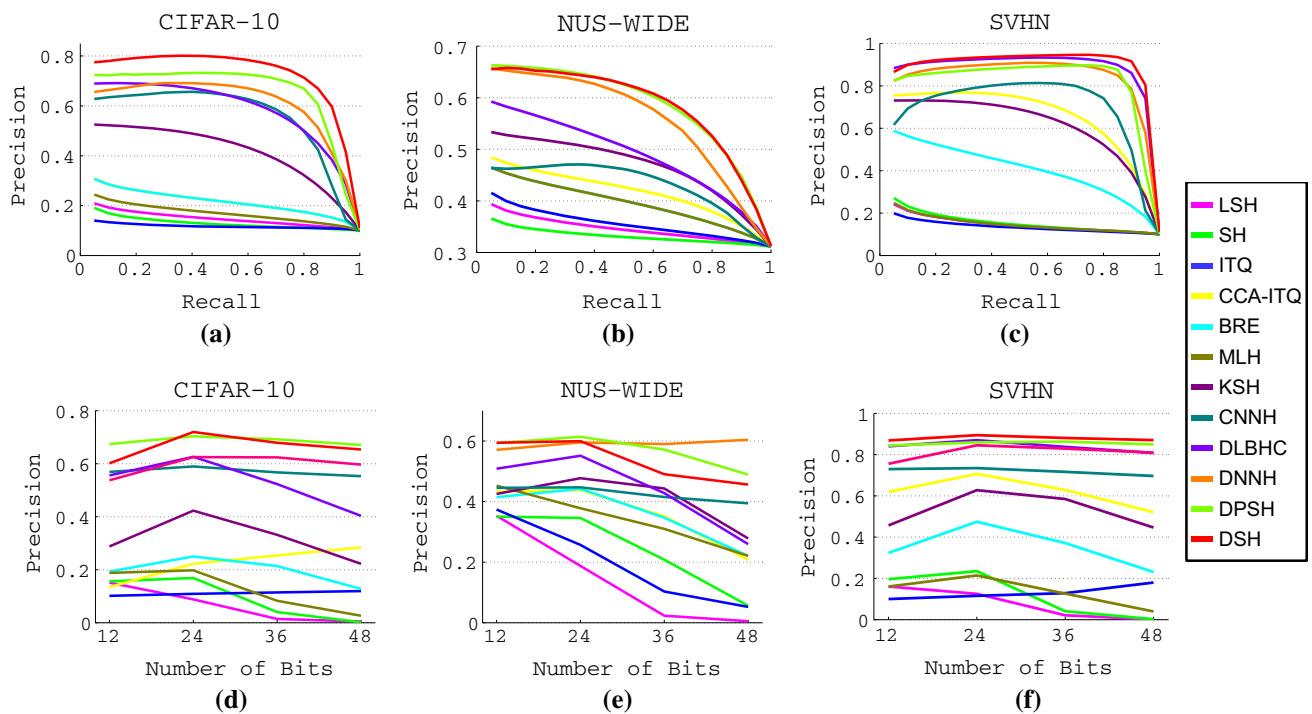 CIFAR-10
0.8
0.6
0.4
0.2
0
0 0.2 0.4 0.6 0.8 1
Precision
Recall
(a)
NUS-WIDE
0.7
0.6
0.5
0.4
0.3
0 0.2 0.4 0.6 0.8 1
Precision
Recall
(b)
SVHN
1
0.8
0.6
0.4
0.2
0
0 0.2 0.4 0.6 0.8 1
Precision
Recall
(c)
CIFAR-10
0.8
0.6
0.4
0.2
0
12 24 36 48
Precision
Number of Bits
(d)
NUS-WIDE
0.6
0.4
0.2
0
12 24 36 48
Precision
Number of Bits
(e)
SVHN
1
0.8
0.6
0.4
0.2
0
12 24 36 48
Precision
Number of Bits
(f)
LSH
SH
ITQ
CCA-ITQ
BRE
MLH
KSH
CNNH
DLBHC
DNNH
DPSH
DSH